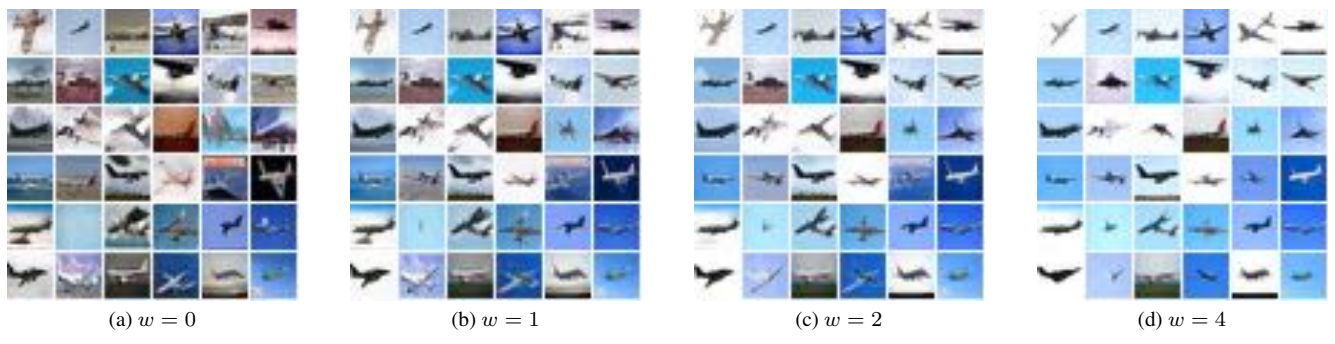 (a) w = 0
(b) w = 1
(c) w = 2
(d) w = 4